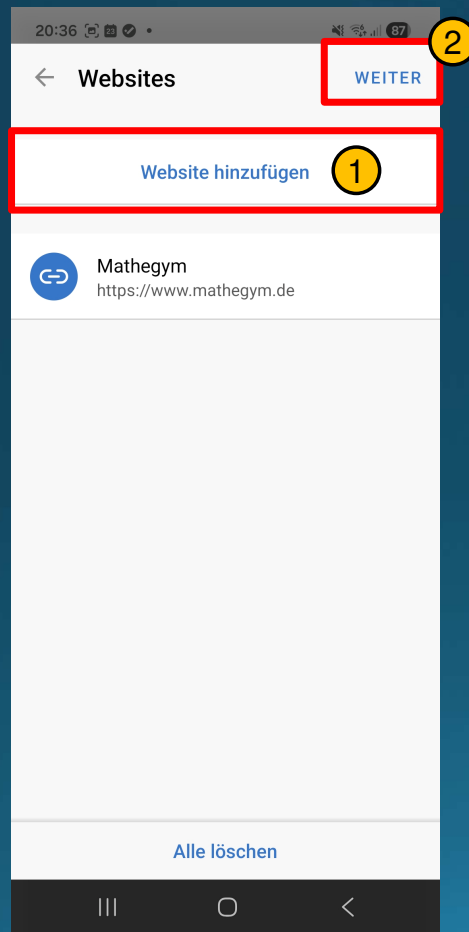 20:36
87
2
Websites
WEITER
Website hinzufügen
1
Mathegym
https://www.mathegym.de
Alle löschen